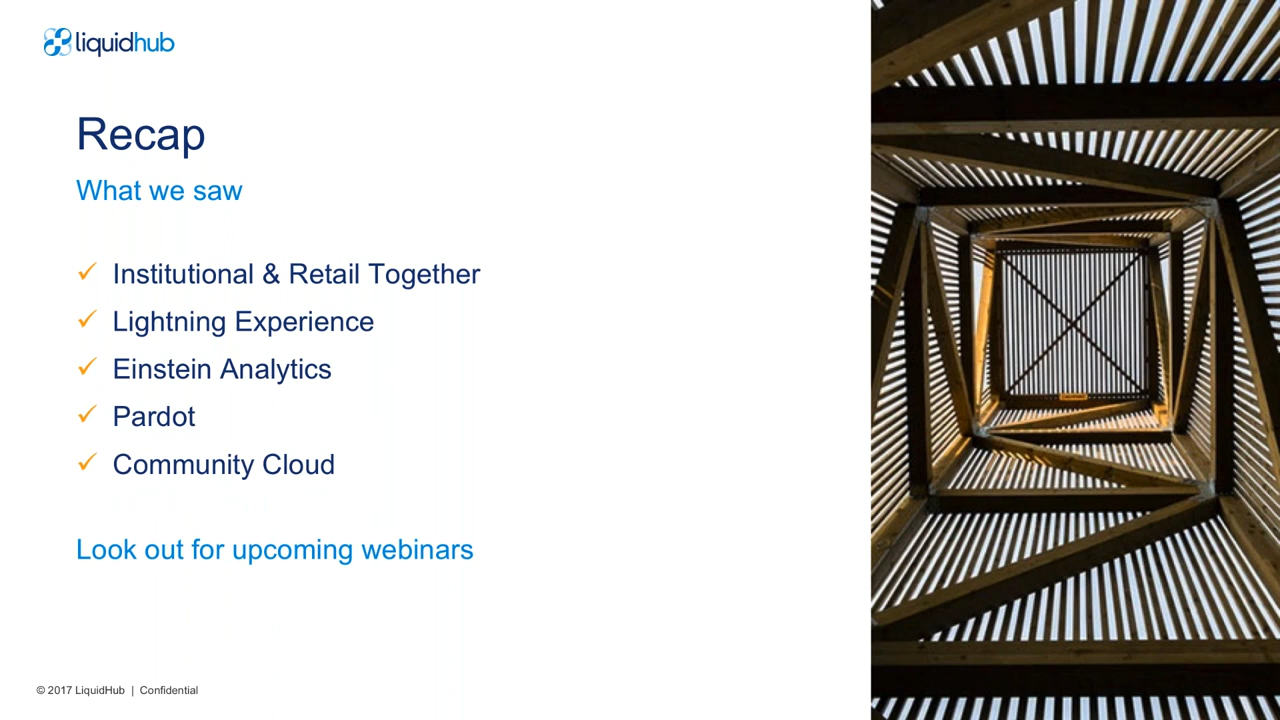 liquidhub
Recap
What we saw
✓ Institutional & Retail Together
✓ Lightning Experience
✓ Einstein Analytics
✓ Pardot
✓ Community Cloud
Look out for upcoming webinars
© 2017 LiquidHub | Confidential